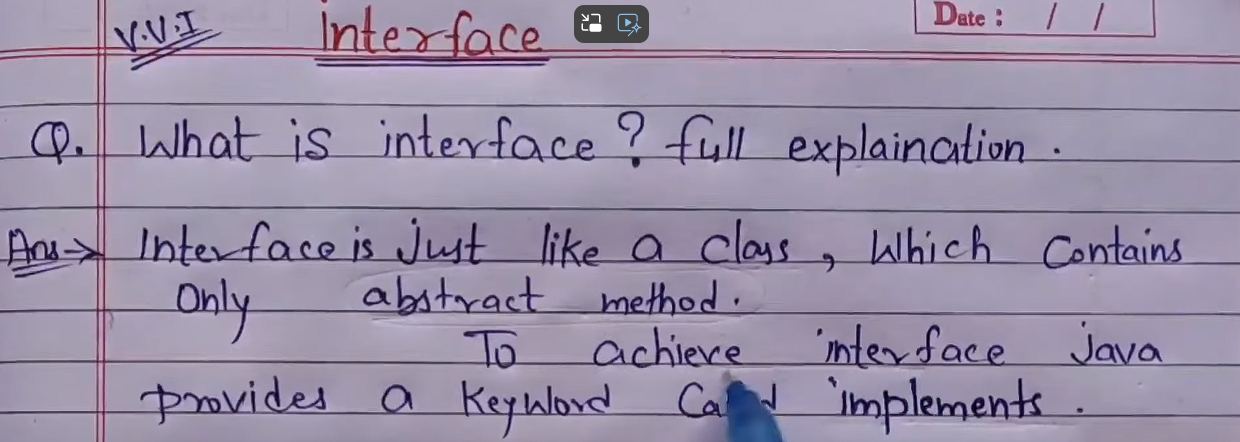 V.V.I Interface Date : / /
Q. What is interface ? full explaination .
Ans→ Interface is just like a class , Which Contains
Only abstract method .
To achieve interface java
provides a Keyword implements .